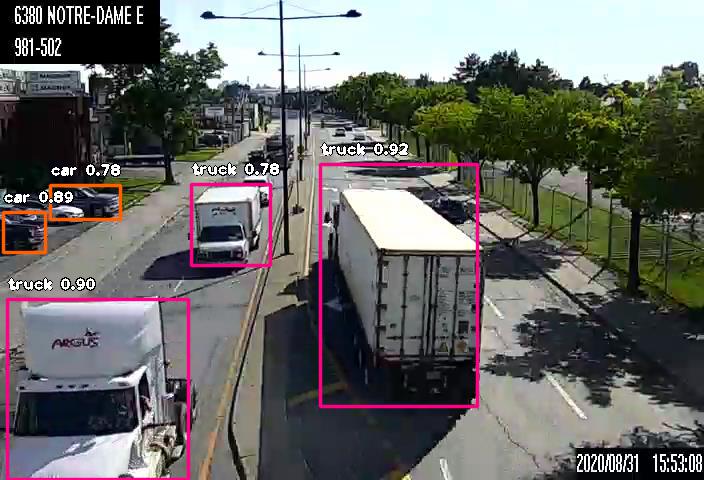 6380 NOTRE-DAME E
981-502
truck 0.92
car 0.78
truck 0.78
car 0.89
truck 0.90
ARGUS
2020/08/31 15:53:08